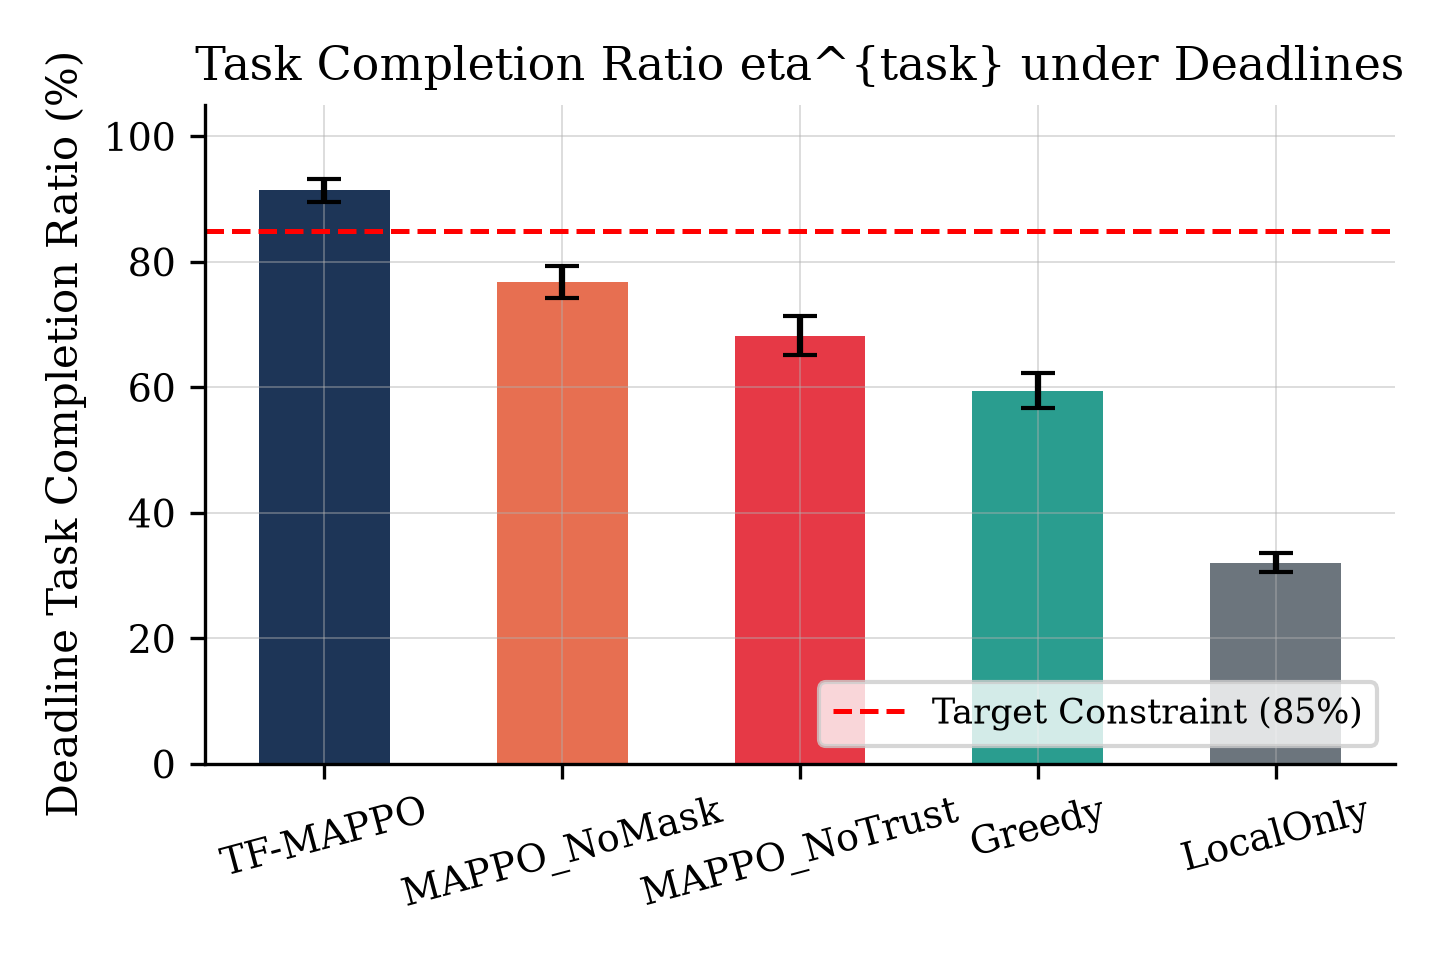 Task Completion Ratio eta^{task} under Deadlines
Deadline Task Completion Ratio (%)
100
80
60
40
20
0
Target Constraint (85%)
TF-MAPPO
MAPPO_NoMask
MAPPO_NoTrust
Greedy
LocalOnly